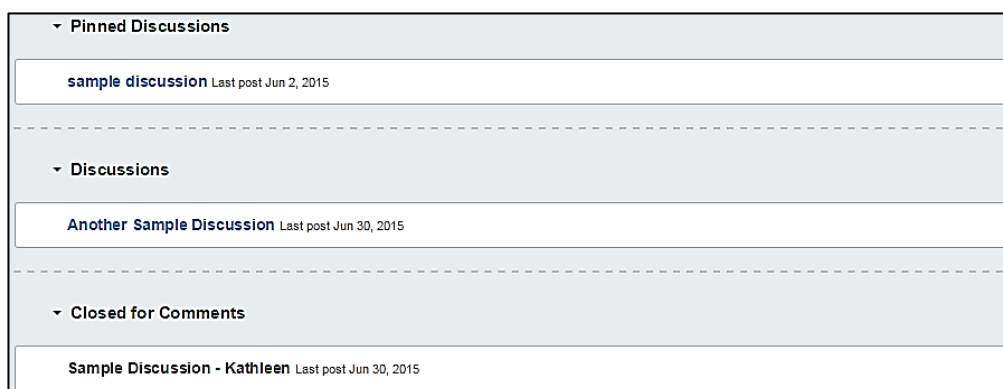 Pinned Discussions
sample discussion Last post Jun 2, 2015
Discussions
Another Sample Discussion Last post Jun 30, 2015
Closed for Comments
Sample Discussion - Kathleen Last post Jun 30, 2015